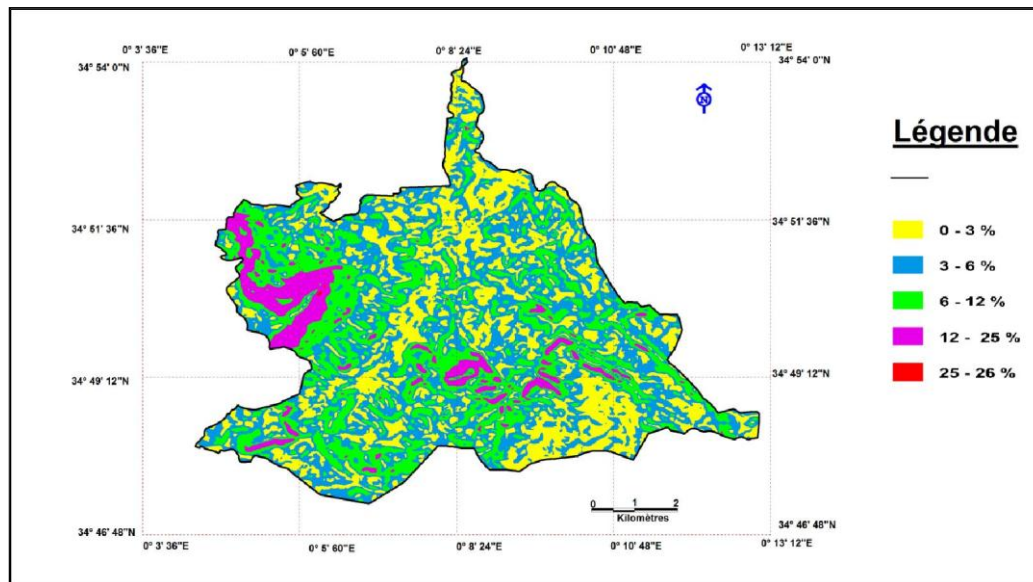 0° 3' 36"E 0° 5' 60"E 0° 8' 24"E 0° 10' 48"E 0° 13' 12"E
34° 54' 0"N 34° 54' 0"N
N
Légende
34° 51' 36"N 34° 51' 36"N
0 - 3 %
3 - 6 %
6 - 12 %
12 - 25 %
25 - 26 %
34° 49' 12"N 34° 49' 12"N
0 1 2
Kilomètres
34° 46' 48"N 34° 46' 48"N
0° 3' 36"E 0° 5' 60"E 0° 8' 24"E 0° 10' 48"E 0° 13' 12"E